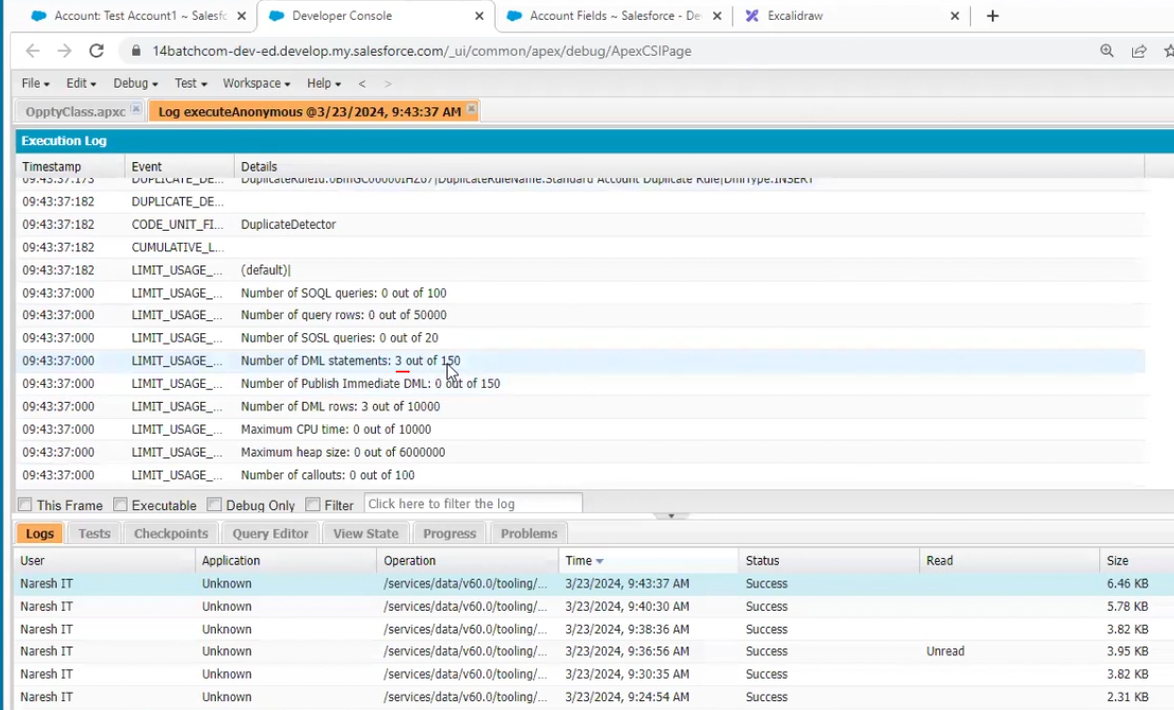 Account: Test Account1 ~ Salesfo
Developer Console
Account Fields ~ Salesforce - De
Excalidraw
14batchcom-dev-ed.develop.my.salesforce.com/_ui/common/apex/debug/ApexCSIPage
File Edit Debug Test Workspace Help < >
OpptyClass.apxc
Log executeAnonymous @3/23/2024, 9:43:37 AM
Execution Log
Timestamp Event Details
09:43:37:173 DUPLICATE_DE...
09:43:37:182 DUPLICATE_DE...
09:43:37:182 CODE_UNIT_FI... DuplicateDetector
09:43:37:182 CUMULATIVE_L...
09:43:37:182 LIMIT_USAGE_... (default)|
09:43:37:000 LIMIT_USAGE_... Number of SOQL queries: 0 out of 100
09:43:37:000 LIMIT_USAGE_... Number of query rows: 0 out of 50000
09:43:37:000 LIMIT_USAGE_... Number of SOSL queries: 0 out of 20
09:43:37:000 LIMIT_USAGE_... Number of DML statements: 3 out of 150
09:43:37:000 LIMIT_USAGE_... Number of Publish Immediate DML: 0 out of 150
09:43:37:000 LIMIT_USAGE_... Number of DML rows: 3 out of 10000
09:43:37:000 LIMIT_USAGE_... Maximum CPU time: 0 out of 10000
09:43:37:000 LIMIT_USAGE_... Maximum heap size: 0 out of 6000000
09:43:37:000 LIMIT_USAGE_... Number of callouts: 0 out of 100
This Frame Executable Debug Only Filter Click here to filter the log
Logs Tests Checkpoints Query Editor View State Progress Problems
User Application Operation Time Status Read Size
Naresh IT Unknown /services/data/v60.0/tooling/... 3/23/2024, 9:43:37 AM Success 6.46 KB
Naresh IT Unknown /services/data/v60.0/tooling/... 3/23/2024, 9:40:30 AM Success 5.78 KB
Naresh IT Unknown /services/data/v60.0/tooling/... 3/23/2024, 9:38:36 AM Success 3.82 KB
Naresh IT Unknown /services/data/v60.0/tooling/... 3/23/2024, 9:36:56 AM Success Unread 3.95 KB
Naresh IT Unknown /services/data/v60.0/tooling/... 3/23/2024, 9:30:35 AM Success 3.82 KB
Naresh IT Unknown /services/data/v60.0/tooling/... 3/23/2024, 9:24:54 AM Success 2.31 KB